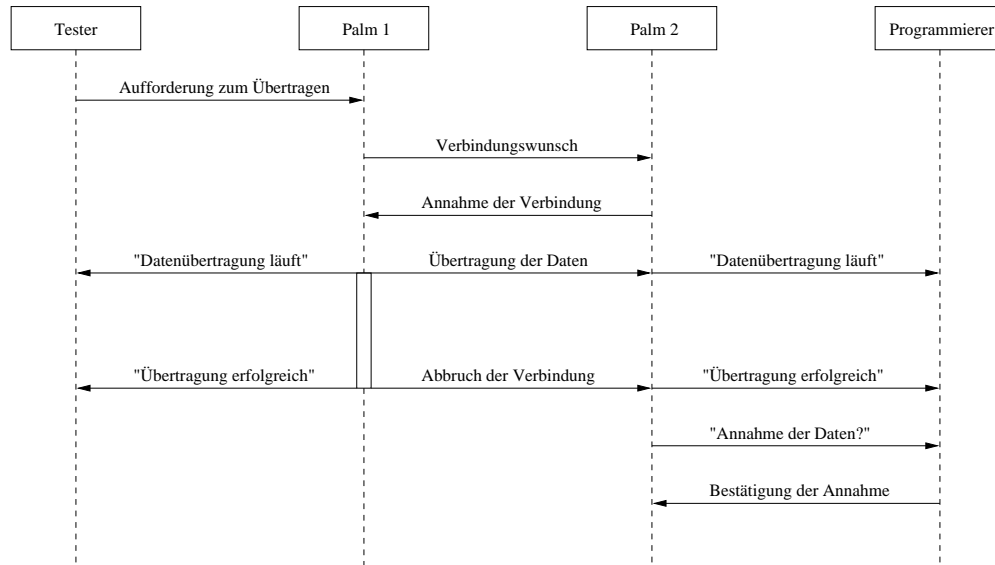 Tester
Palm 1
Palm 2
Programmierer
Aufforderung zum Übertragen
Verbindungswunsch
Annahme der Verbindung
"Datenübertragung läuft"
Übertragung der Daten
"Datenübertragung läuft"
"Übertragung erfolgreich"
Abbruch der Verbindung
"Übertragung erfolgreich"
"Annahme der Daten?"
Bestätigung der Annahme